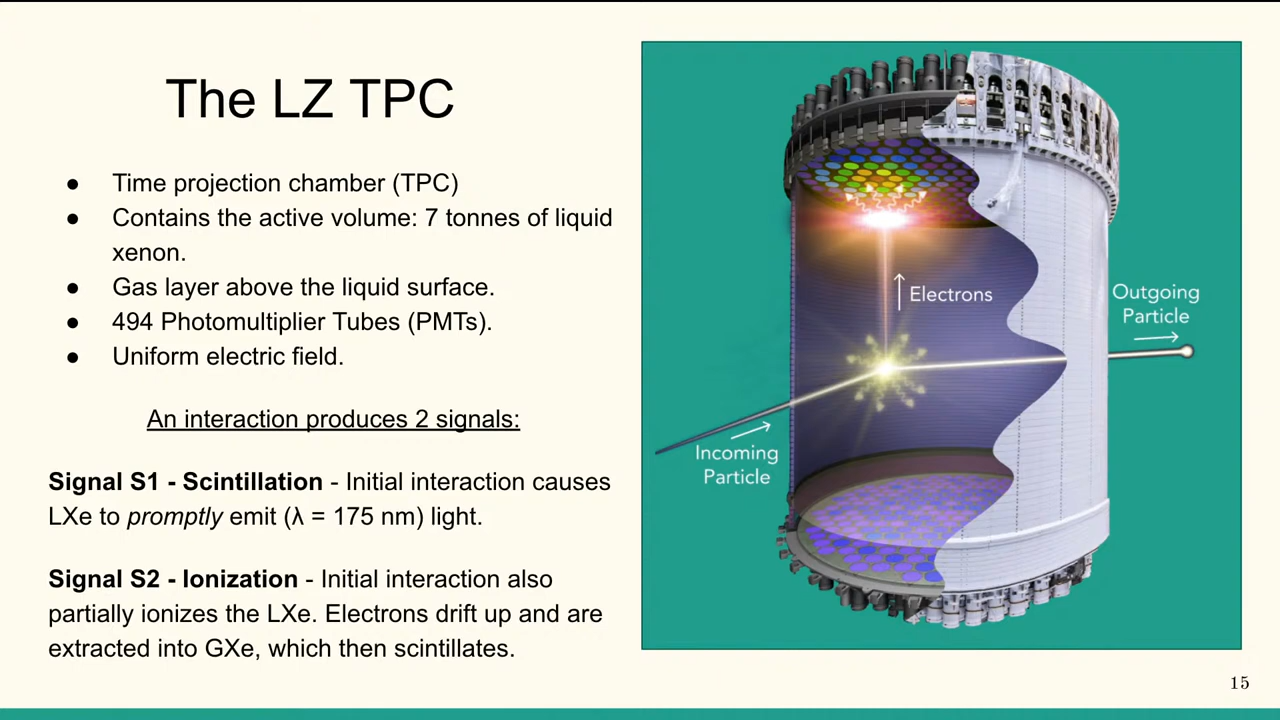 The LZ TPC
● Time projection chamber (TPC)
● Contains the active volume: 7 tonnes of liquid
xenon.
● Gas layer above the liquid surface.
● 494 Photomultiplier Tubes (PMTs).
● Uniform electric field.
An interaction produces 2 signals:
Signal S1 - Scintillation - Initial interaction causes
LXe to promptly emit (λ = 175 nm) light.
Signal S2 - Ionization - Initial interaction also
partially ionizes the LXe. Electrons drift up and are
extracted into GXe, which then scintillates.
Electrons
Outgoing
Particle
Incoming
Particle
15